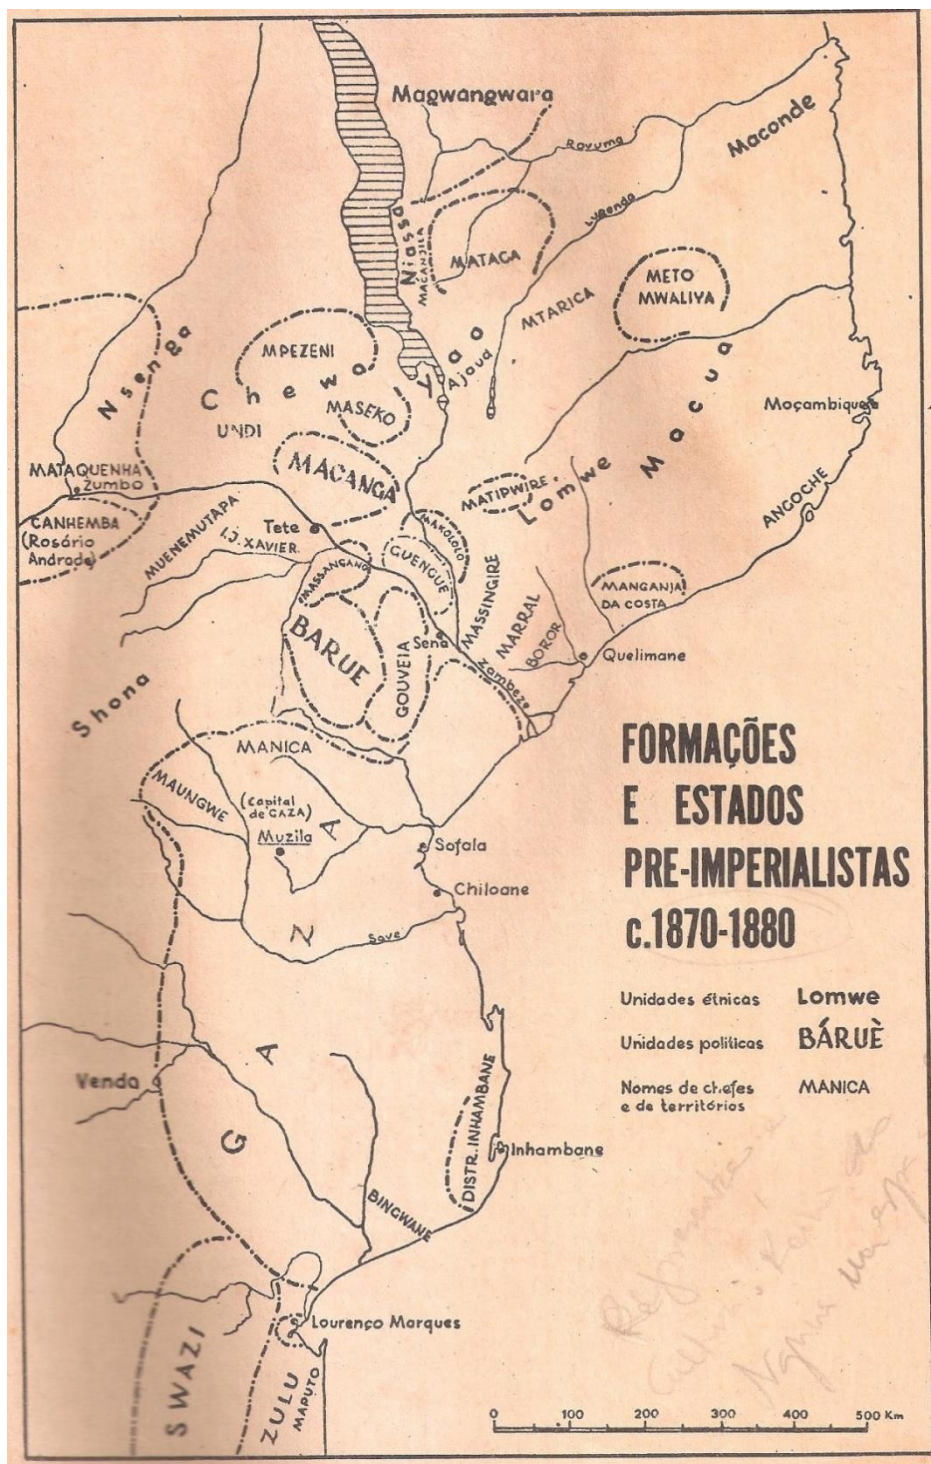 Magwangwara
Rovuma
Maconde
Lugenda
Niassa
MACANJILA
MATACA
MTARICA
METO
MWALIYA
Nsenga
MPEZENI
Chewa
MASEKO
UNDI
Yao
Ajaua
Macua
Moçambique
MACANGA
MATAQUENHA
Zumbo
MATIPWIRE
Lomwe
ANGOCHE
CANHEMBA
(Rosário
Andrade)
MUENEMUTAPA
I.J. XAVIER
Tete
MAKOLOLO
GUENGUE
MASSANGANO
MASSINGIRE
MARRAL
BOROR
MANGANJA
DA COSTA
BÁRUE
GOUVEIA
Sena
Zambeze
Quelimane
Shona
MANICA
MAUNGWE
(Capital
de GAZA)
Muzila
Sofala
Chiloane
Save
GAZA
Venda
DISTR. INHAMBANE
Inhambane
BINGWANE
Lourenço Marques
SWAZI
ZULU
MAPUTO
FORMAÇÕES
E ESTADOS
PRE-IMPERIALISTAS
c.1870-1880
Unidades étnicas Lomwe
Unidades politicas BÁRUÈ
Nomes de chefes
e de territórios MANICA
0 100 200 300 400 500 Km